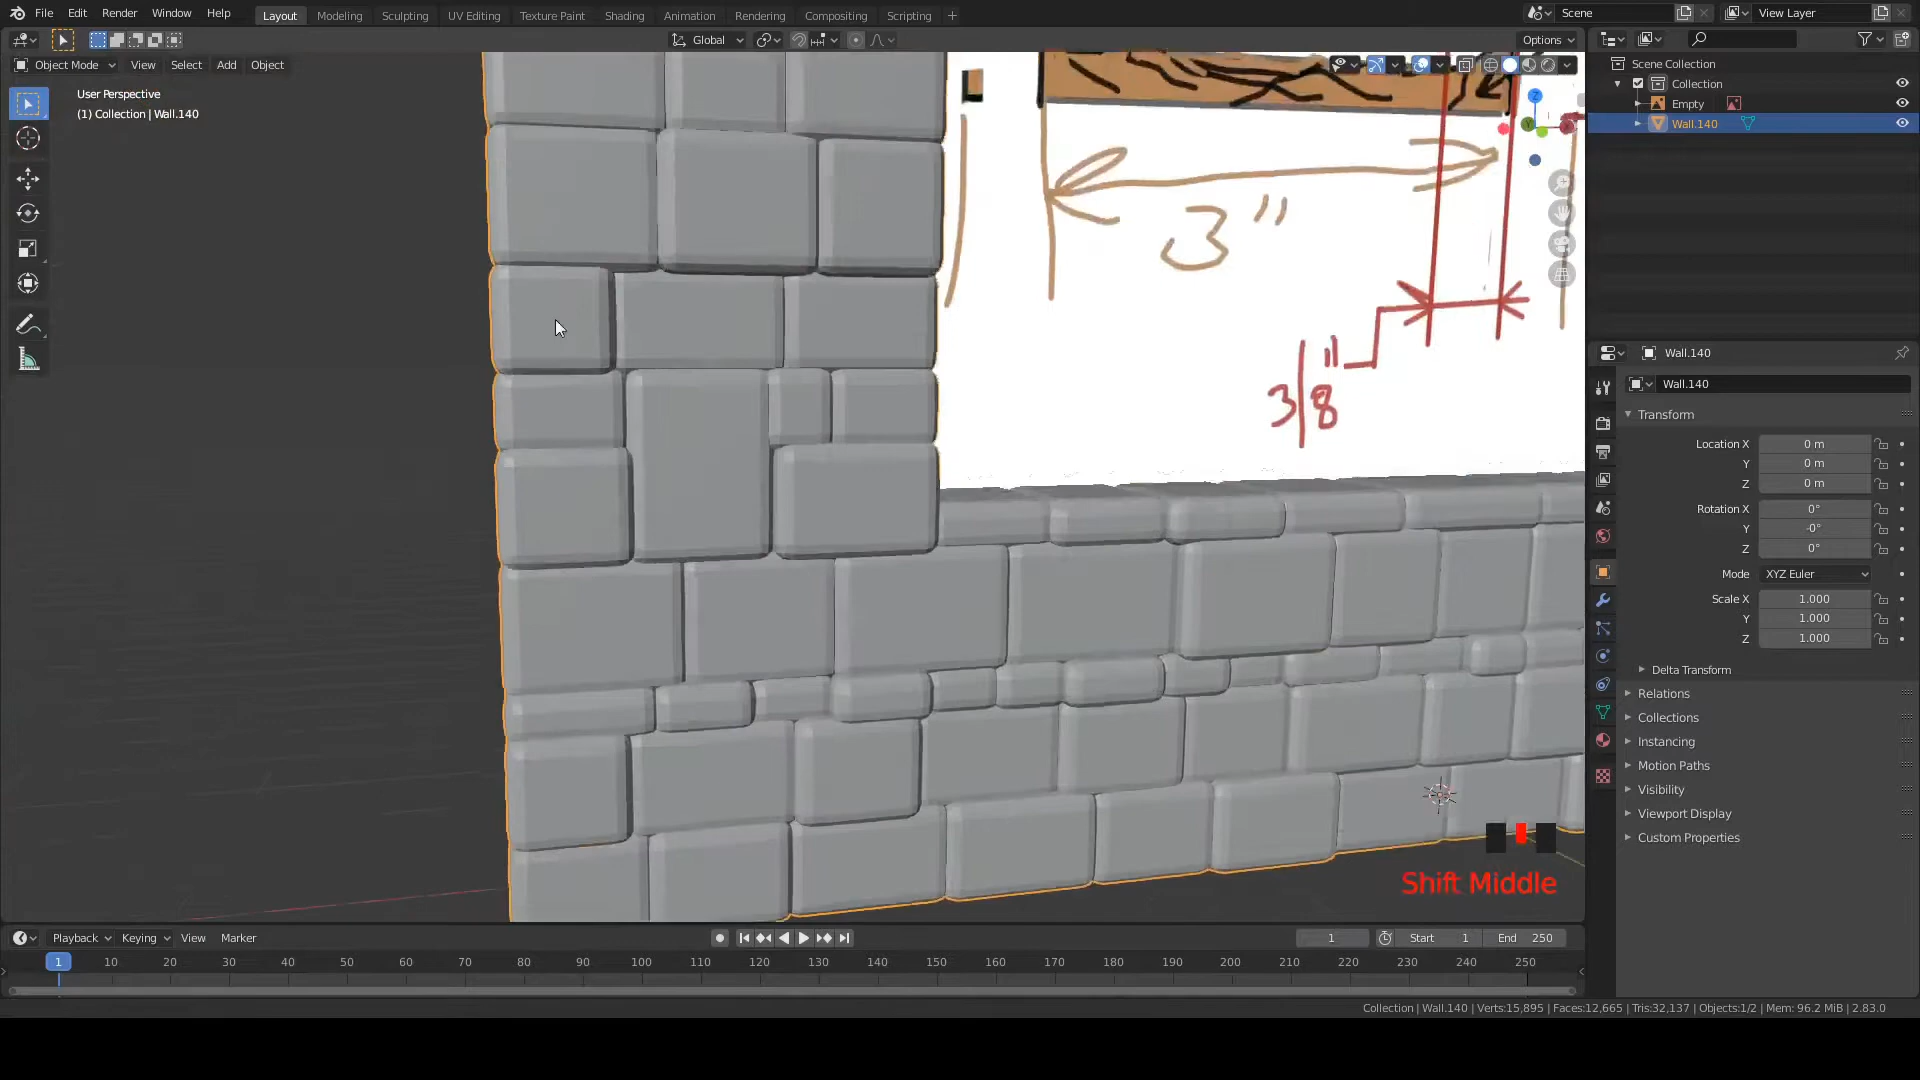 File Edit Render Window Help
Layout Modeling Sculpting UV Editing Texture Paint Shading Animation Rendering Compositing Scripting +
Scene
View Layer
Global
Options
Object Mode View Select Add Object
User Perspective
(1) Collection | Wall.140
3"
3/8"
Z
Y
Shift Middle
Scene Collection
Collection
Empty
Wall.140
Wall.140
Wall.140
Transform
Location X 0 m
Y 0 m
Z 0 m
Rotation X 0°
Y -0°
Z 0°
Mode XYZ Euler
Scale X 1.000
Y 1.000
Z 1.000
Delta Transform
Relations
Collections
Instancing
Motion Paths
Visibility
Viewport Display
Custom Properties
Playback Keying View Marker
1 Start 1 End 250
1 10 20 30 40 50 60 70 80 90 100 110 120 130 140 150 160 170 180 190 200 210 220 230 240 250
Collection | Wall.140 | Verts:15,895 | Faces:12,665 | Tris:32,137 | Objects:1/2 | Mem: 96.2 MiB | 2.83.0